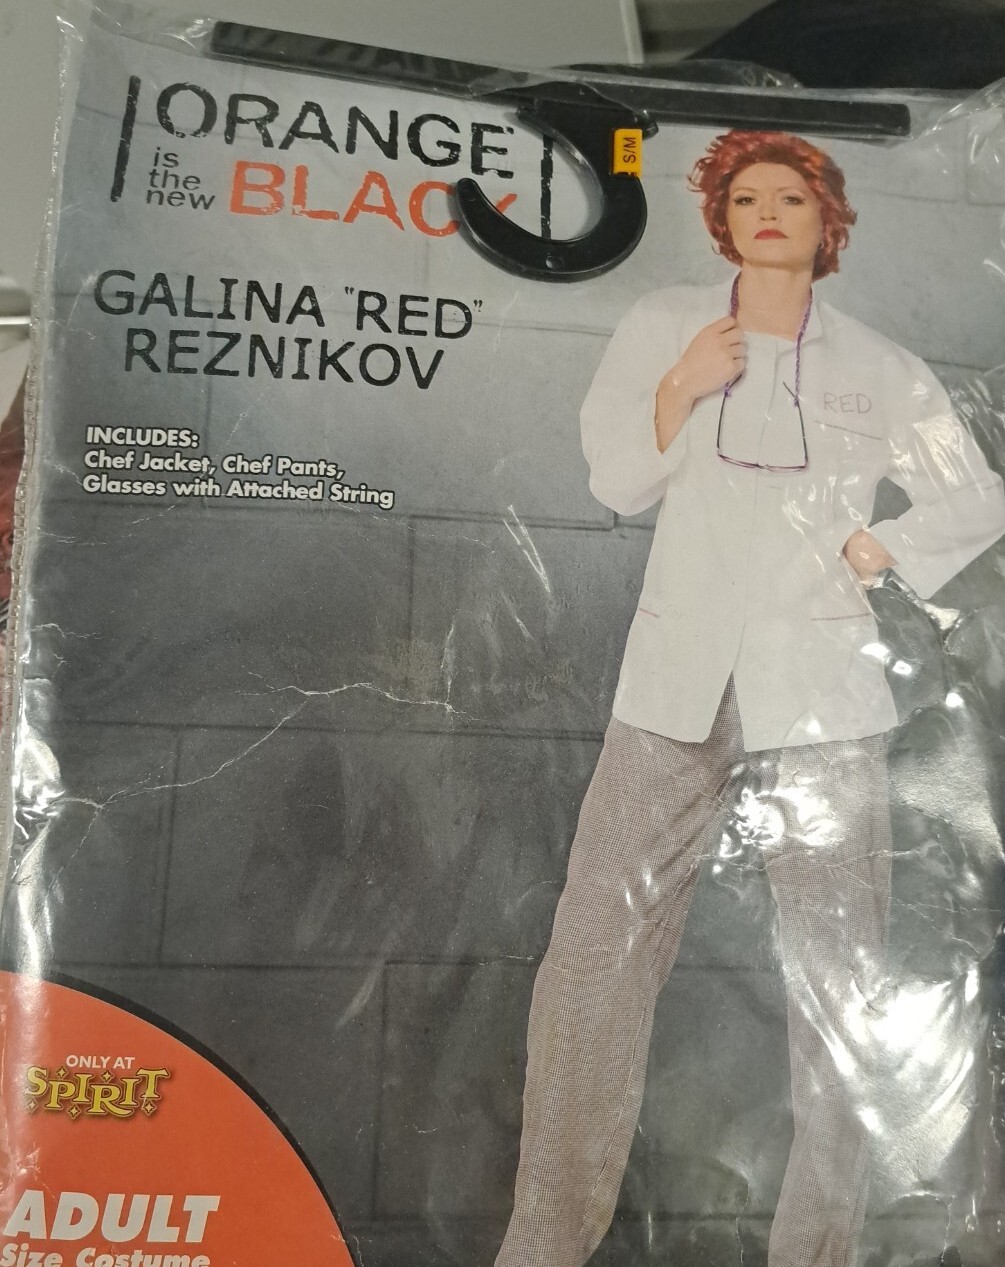 ORANGE
is
the
new
BLACK
S/M
GALINA "RED"
REZNIKOV
RED
INCLUDES:
Chef Jacket, Chef Pants,
Glasses with Attached String
ONLY AT
SPIRIT
ADULT
Size Costume